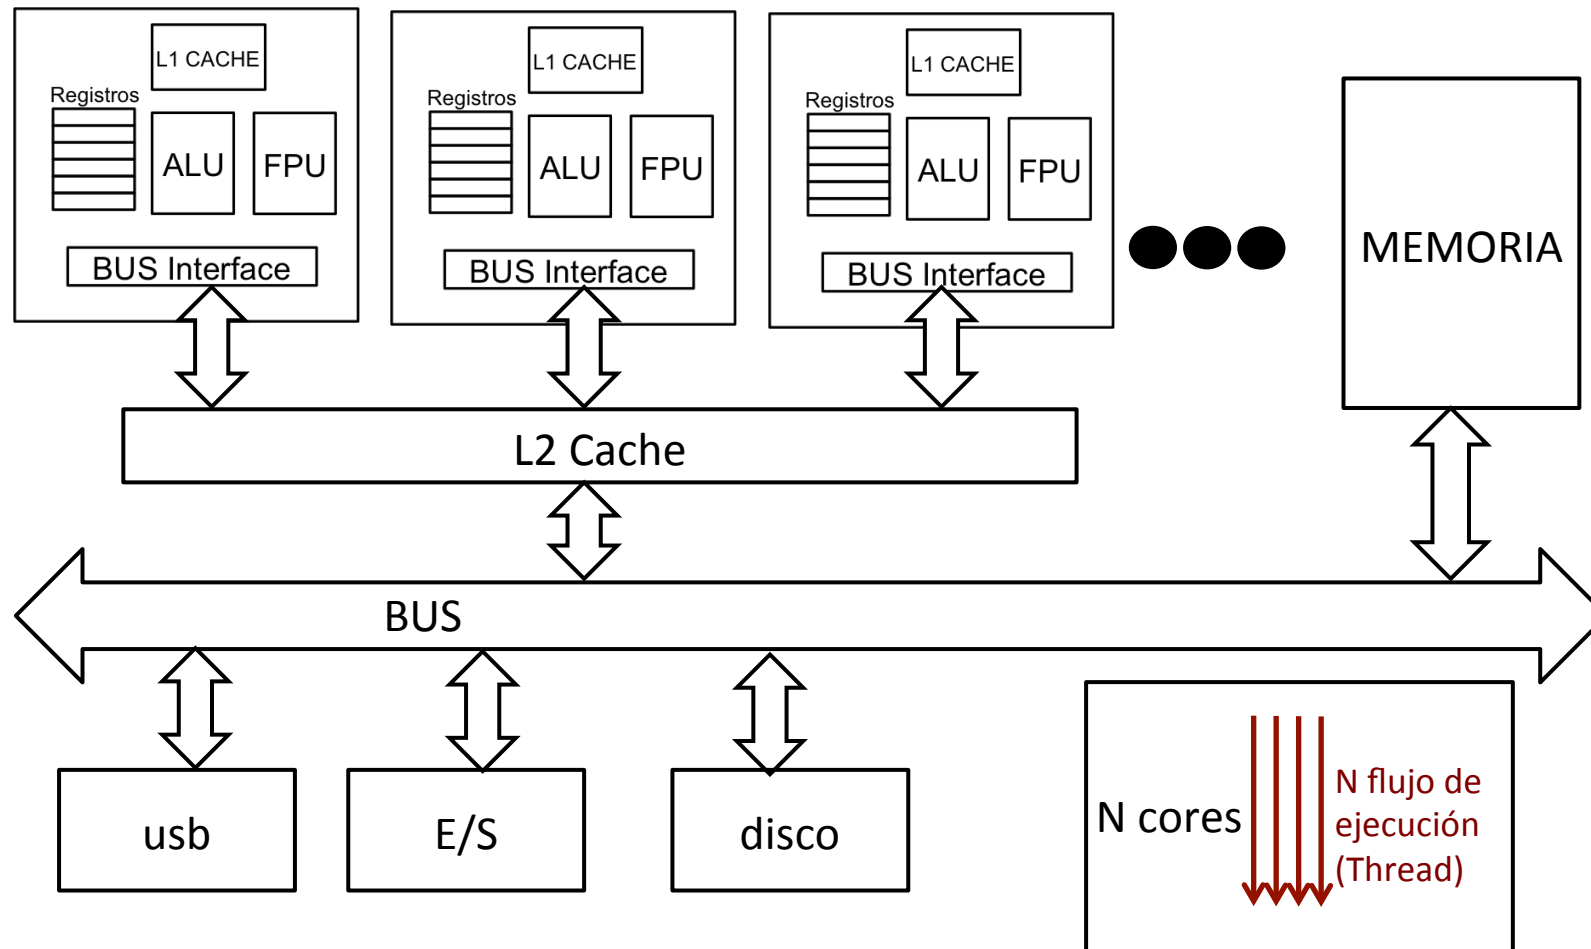 L1 CACHE
Registros
ALU
FPU
BUS Interface
L1 CACHE
Registros
ALU
FPU
BUS Interface
L1 CACHE
Registros
ALU
FPU
BUS Interface
MEMORIA
L2 Cache
BUS
usb
E/S
disco
N cores
N flujo de
ejecución
(Thread)